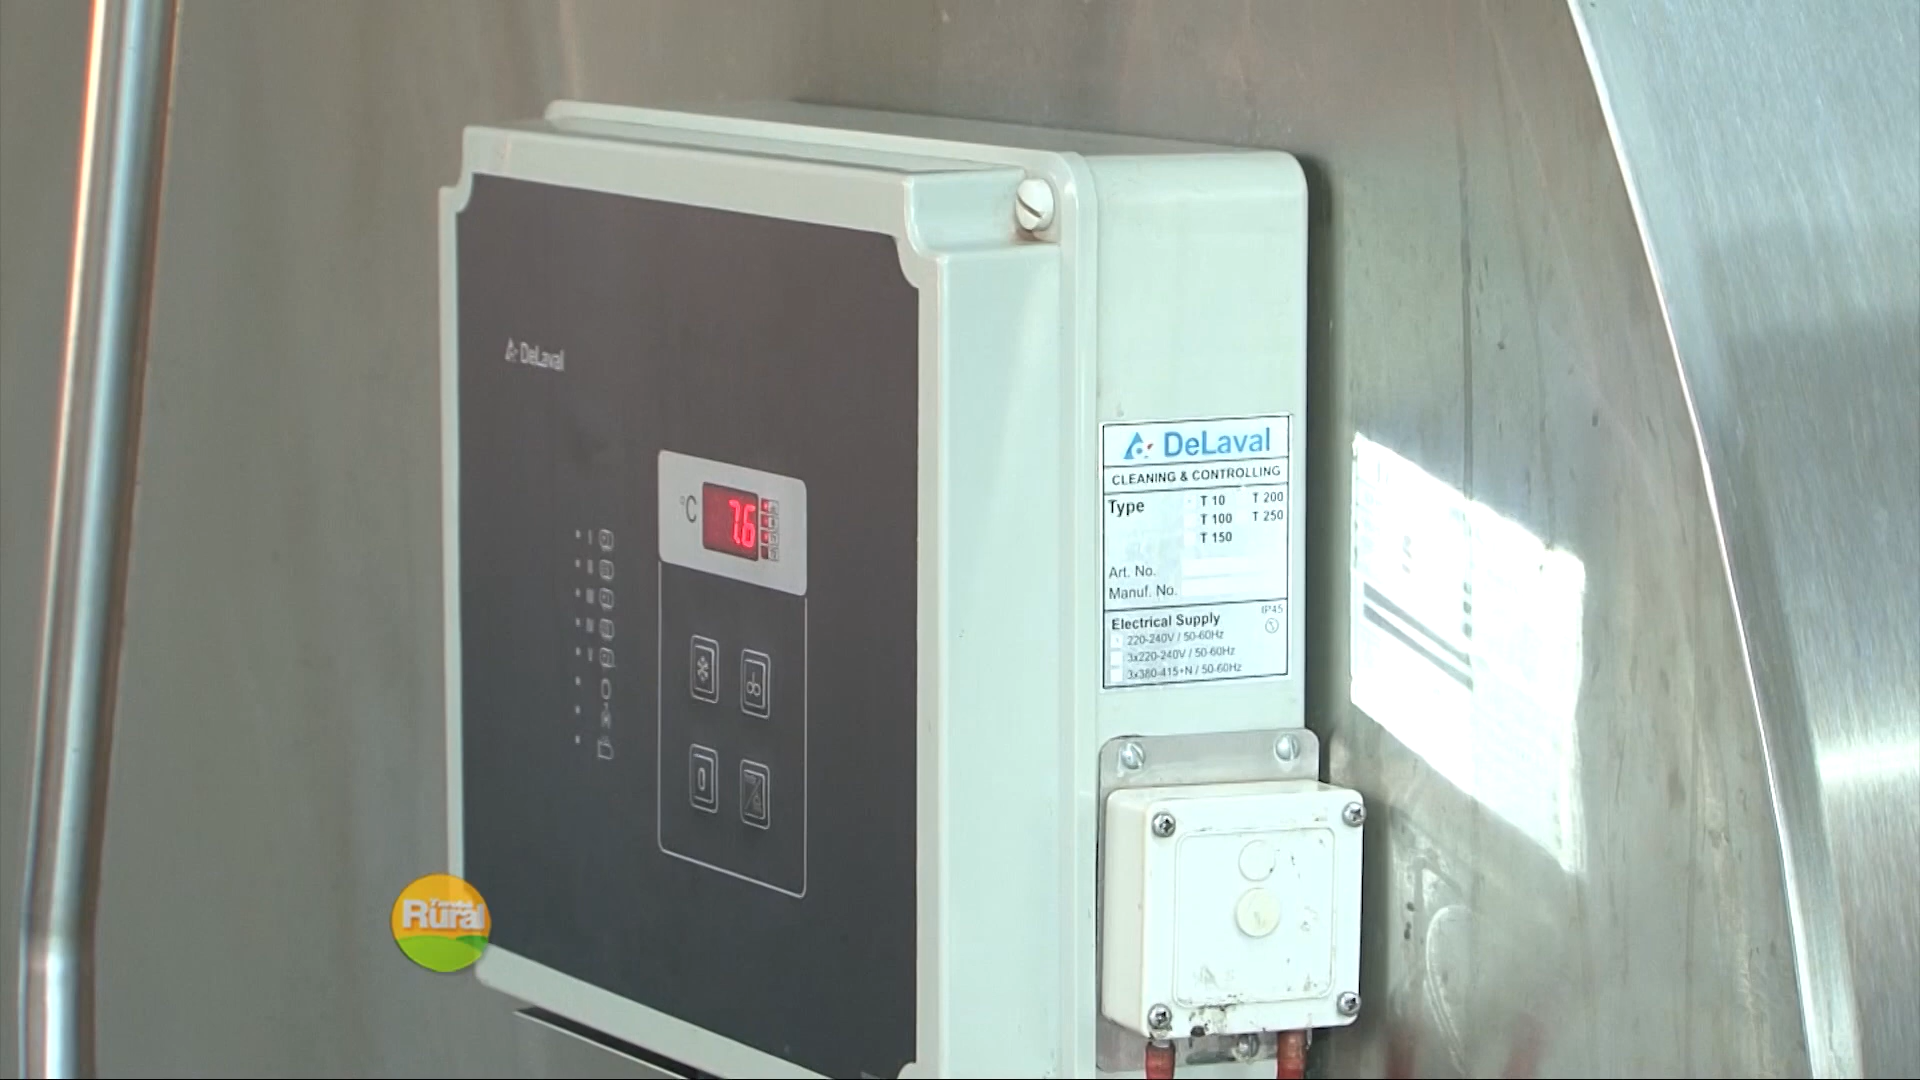 DeLaval
°C 7.6
0
DeLaval
CLEANING & CONTROLLING
Type
T 10 T 200
T 100 T 250
T 150
Art. No.
Manuf. No.
IP45
Electrical Supply
220-240V / 50-60Hz
3x220-240V / 50-60Hz
3x380-415+N / 50-60Hz
Rural